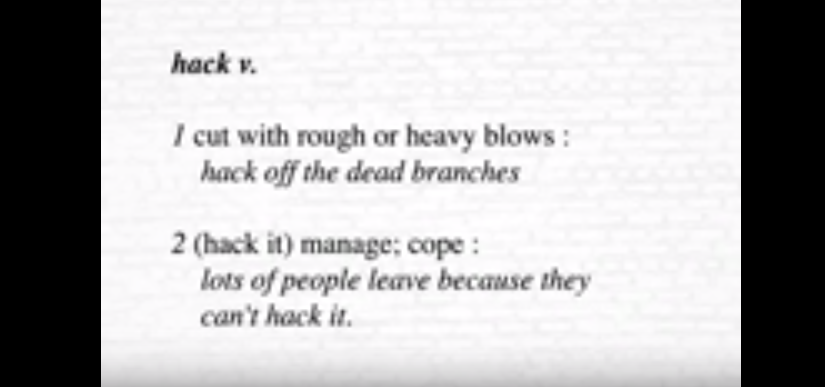 hack v.
1 cut with rough or heavy blows :
hack off the dead branches
2 (hack it) manage; cope :
lots of people leave because they
can't hack it.